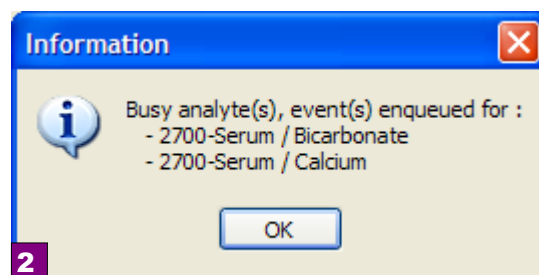 Information
Busy analyte(s), event(s) enqueued for :
- 2700-Serum / Bicarbonate
- 2700-Serum / Calcium
OK
2